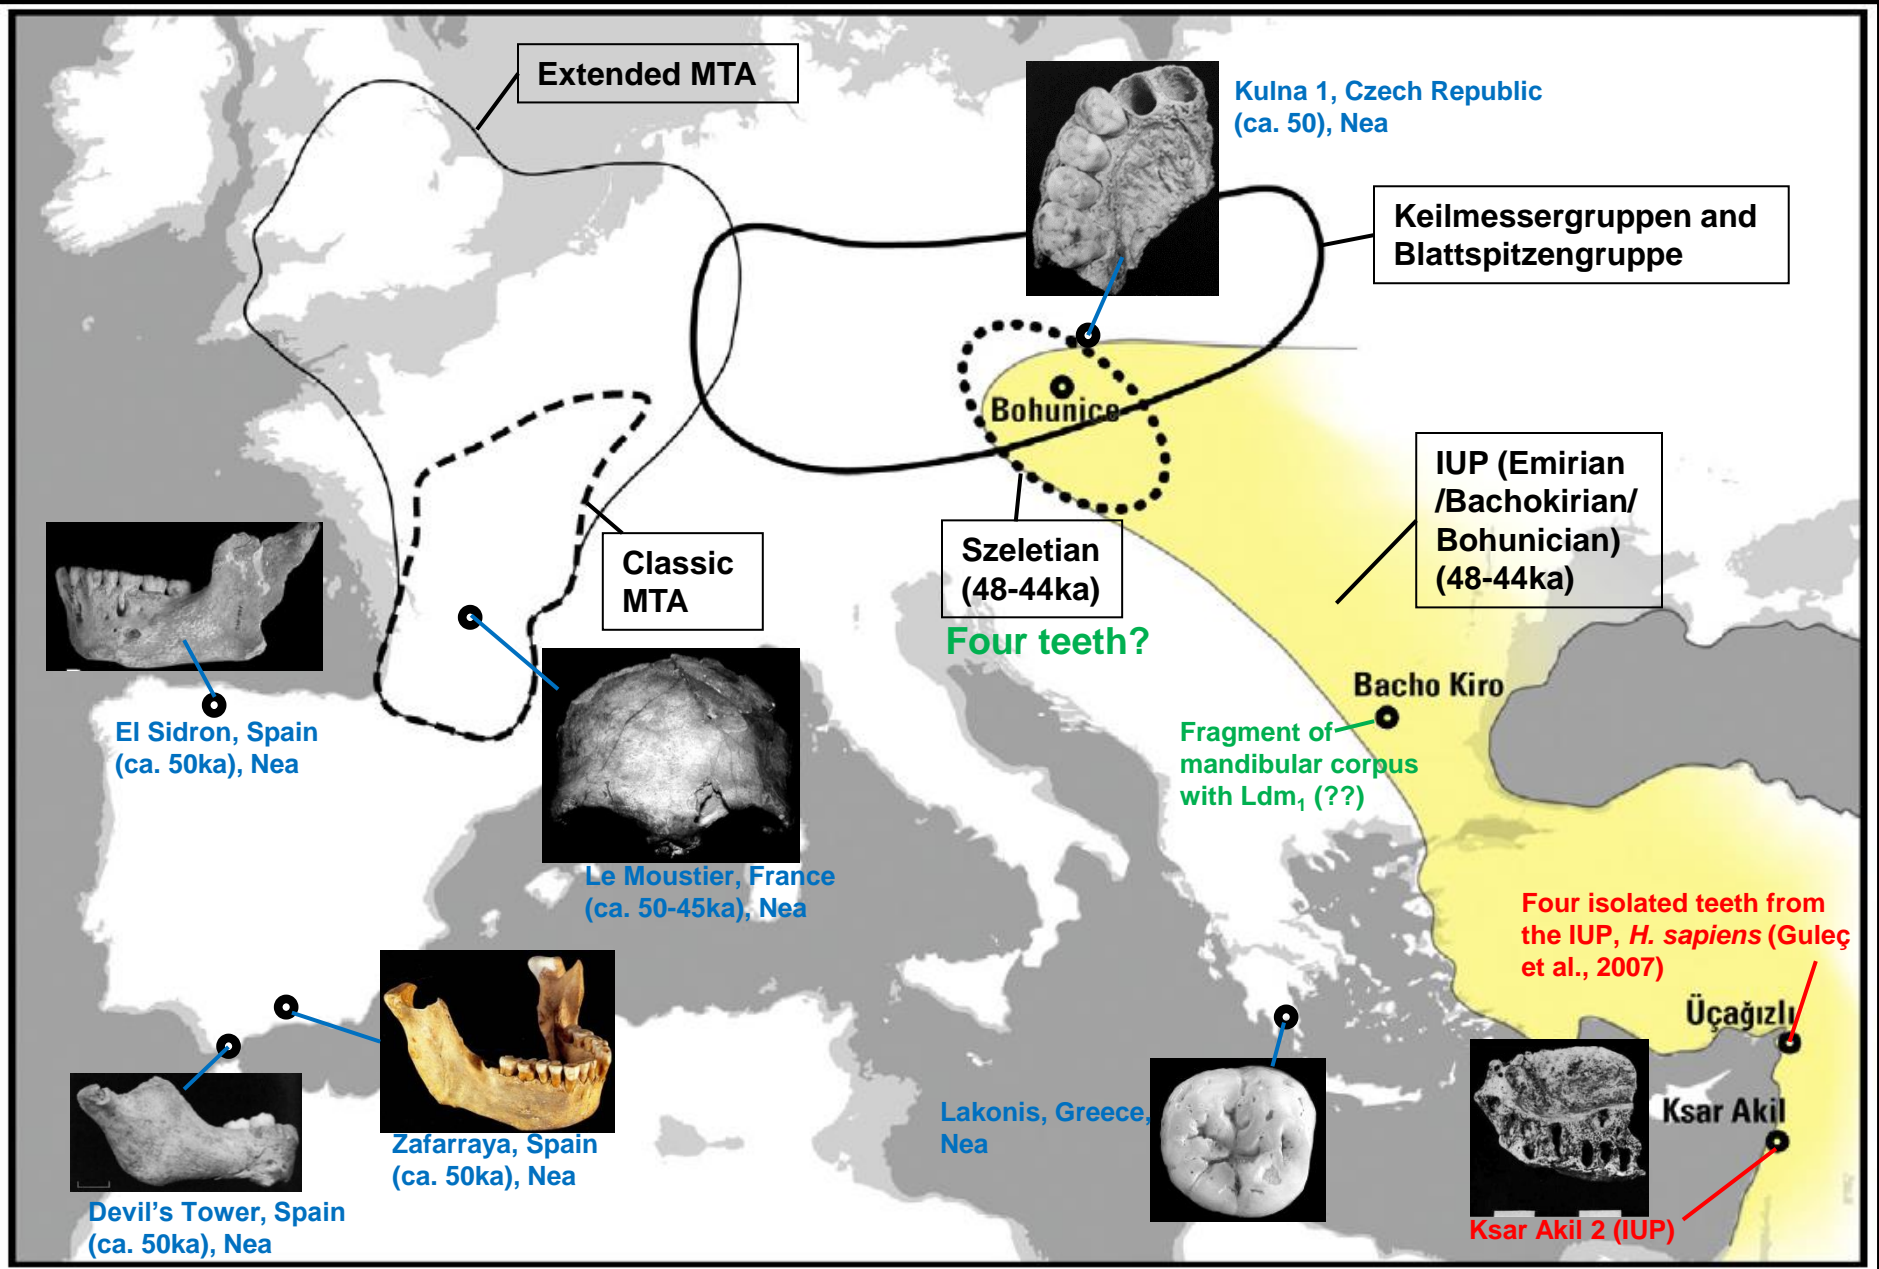 Extended MTA
Kulna 1, Czech Republic
(ca. 50), Nea
Keilmessergruppen and
Blattspitzengruppe
Bohunice
IUP (Emirian
/Bachokirian/
Bohunician)
(48-44ka)
Classic
MTA
Szeletian
(48-44ka)
Four teeth?
El Sidron, Spain
(ca. 50ka), Nea
Bacho Kiro
Fragment of
mandibular corpus
with Ldm₁ (??)
Le Moustier, France
(ca. 50-45ka), Nea
Four isolated teeth from
the IUP, H. sapiens (Guleç
et al., 2007)
Üçağızlı
Ksar Akil
Ksar Akil 2 (IUP)
Lakonis, Greece,
Nea
Zafarraya, Spain
(ca. 50ka), Nea
Devil's Tower, Spain
(ca. 50ka), Nea